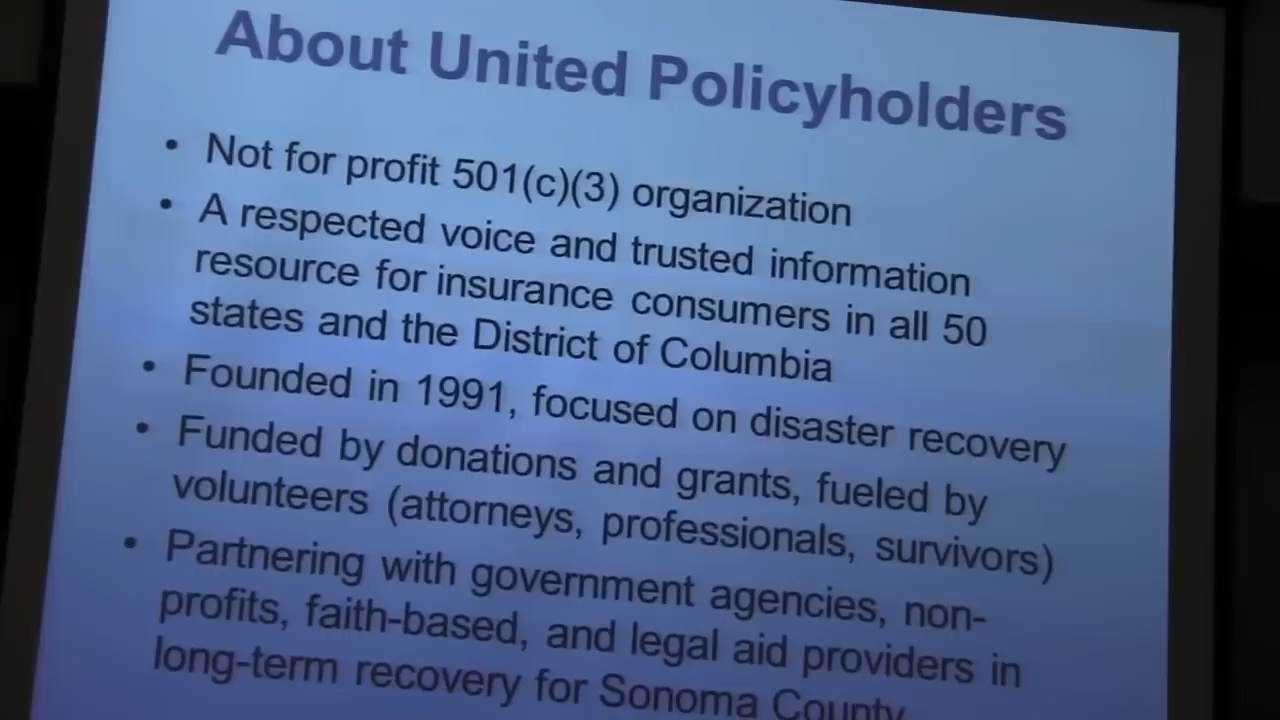 About United Policyholders
• Not for profit 501(c)(3) organization
• A respected voice and trusted information
resource for insurance consumers in all 50
states and the District of Columbia
• Founded in 1991, focused on disaster recovery
• Funded by donations and grants, fueled by
volunteers (attorneys, professionals, survivors)
• Partnering with government agencies, non-
profits, faith-based, and legal aid providers in
long-term recovery for Sonoma County